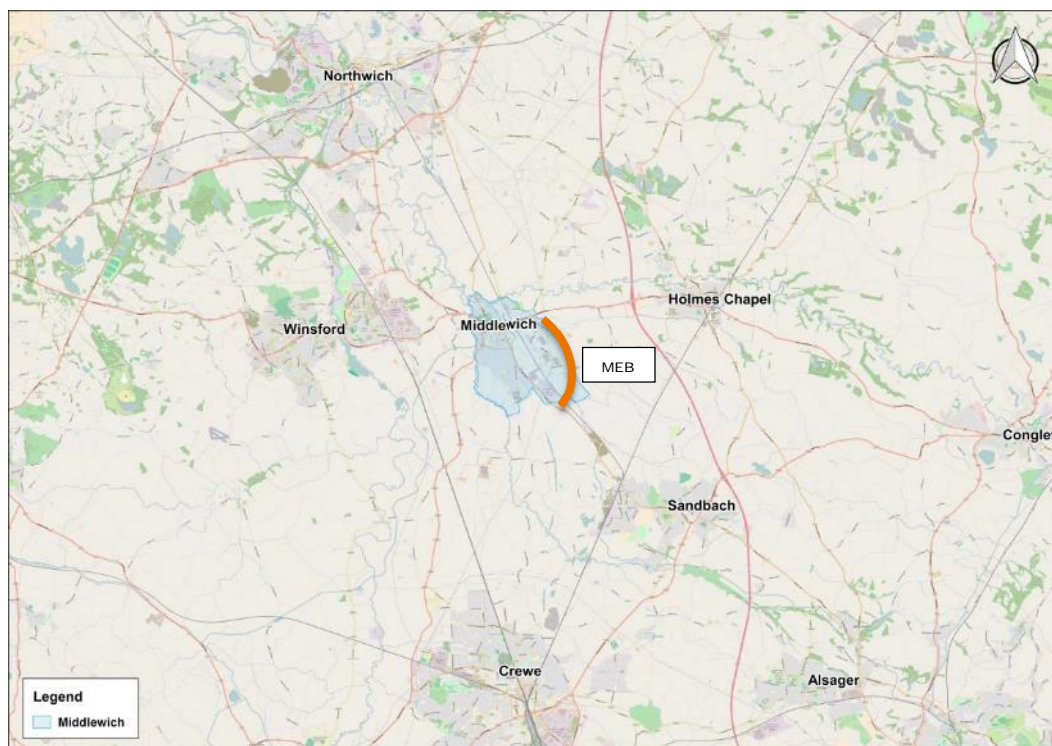 Northwich
Holmes Chapel
Middlewich
Winsford
MEB
Congle
Sandbach
Crewe
Alsager
Legend
Middlewich